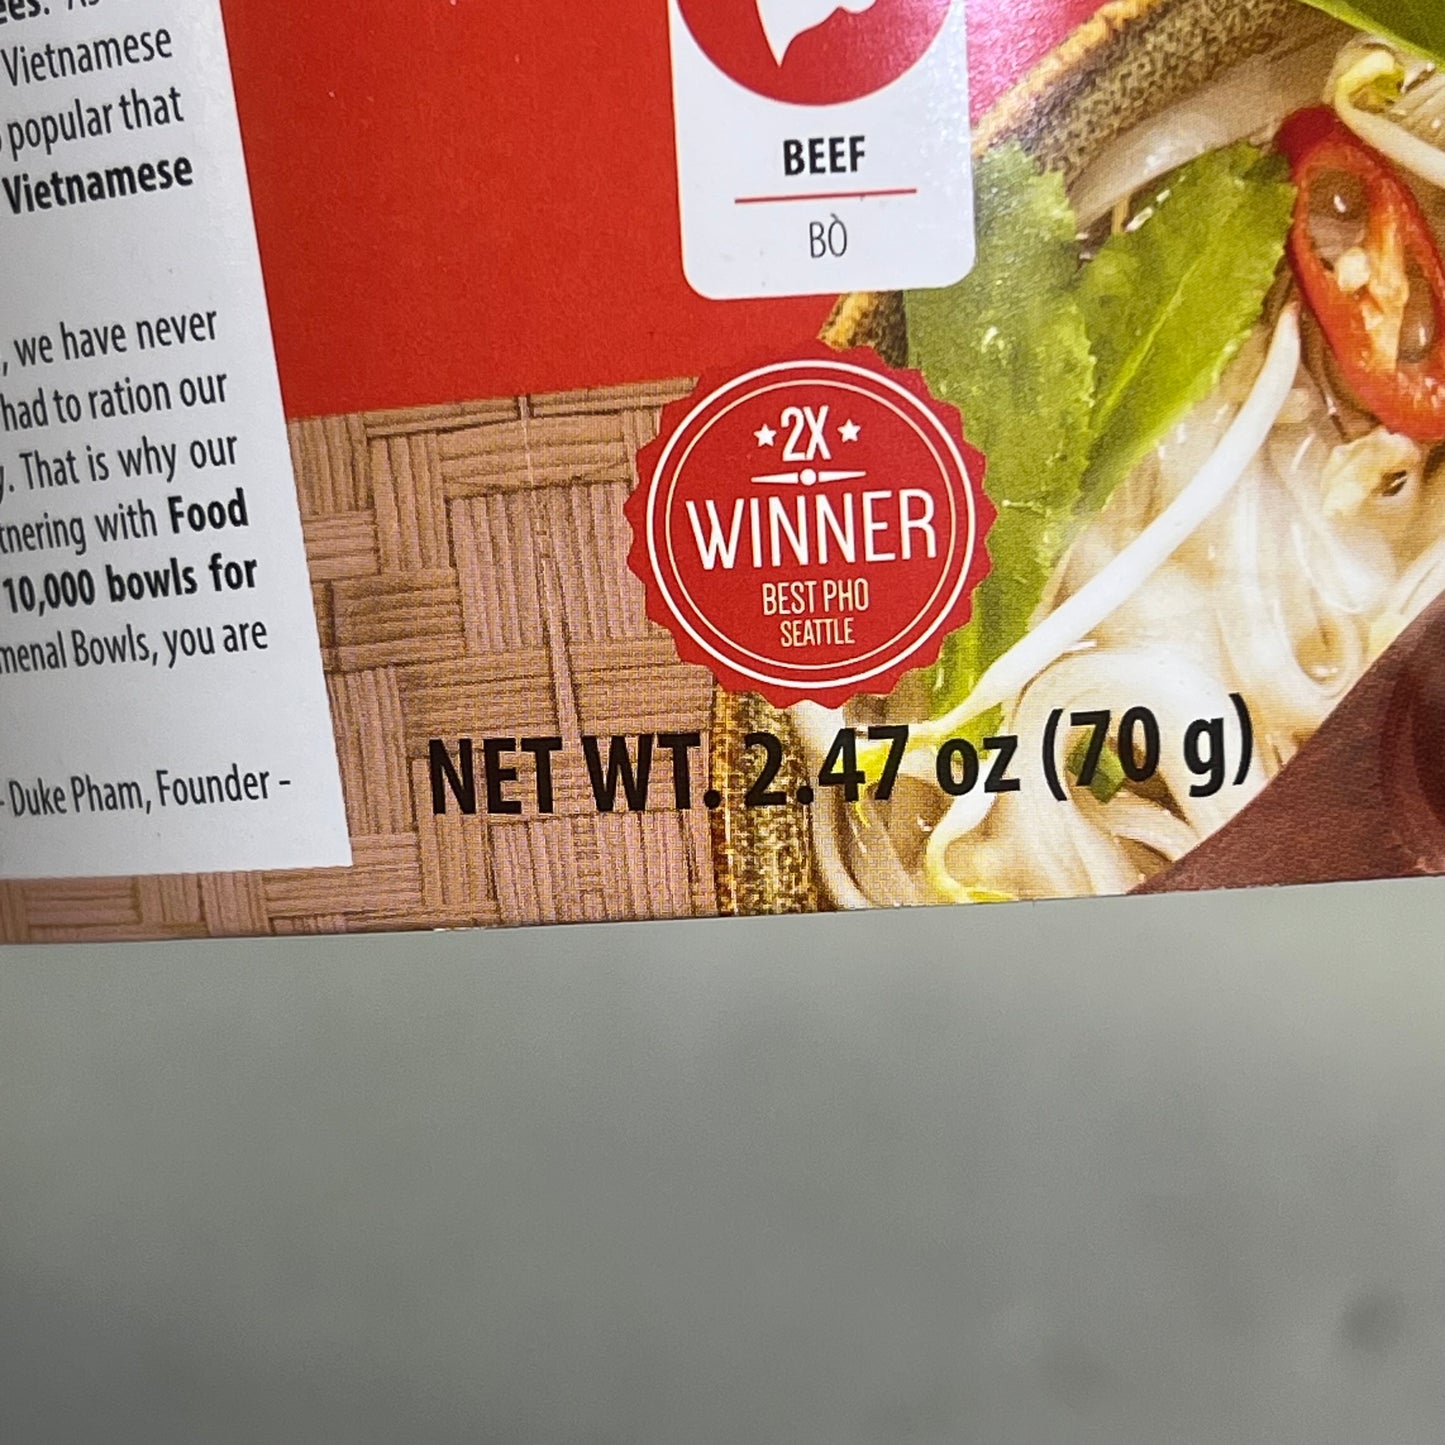 Vietnamese
popular that
Vietnamese
, we have never
had to ration our
. That is why our
with Food
10,000 bowls for
Bowls, you are
- Duke Pham, Founder -
BEEF
BÒ
2X
WINNER
BEST PHO
SEATTLE
NET WT. 2.47 oz (70 g)